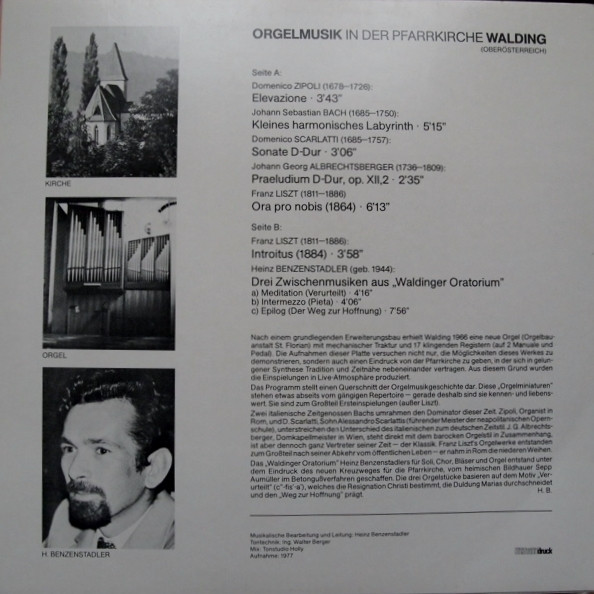 ORGELMUSIK IN DER PFARRKIRCHE WALDING
(OBERÖSTERREICH)
Seite A:
Domenico ZIPOLI (1678–1726):
Elevazione · 3'43"
Johann Sebastian BACH (1685–1750):
Kleines harmonisches Labyrinth · 5'15"
Domenico SCARLATTI (1685–1757):
Sonate D-Dur · 3'06"
Johann Georg ALBRECHTSBERGER (1736–1809):
Praeludium D-Dur, op. XII,2 · 2'35"
Franz LISZT (1811–1886)
Ora pro nobis (1864) · 6'13"
Seite B:
Franz LISZT (1811–1886):
Introitus (1884) · 3'58"
Heinz BENZENSTADLER (geb. 1944):
Drei Zwischenmusiken aus „Waldinger Oratorium"
a) Meditation (Verurteilt) · 4'16"
b) Intermezzo (Pieta) · 4'06"
c) Epilog (Der Weg zur Hoffnung) · 7'56"
Nach einem grundlegenden Erweiterungsbau erhielt Walding 1966 eine neue Orgel (Orgelbau-
anstalt St. Florian) mit mechanischer Traktur und 17 klingenden Registern (auf 2 Manuale und
Pedal). Die Aufnahmen dieser Platte versuchen nicht nur, die Möglichkeiten dieses Werkes zu
demonstrieren, sondern auch einen Eindruck von der Pfarrkirche zu geben, in der sich in gelun-
gener Synthese Tradition und Zeitnähe nebeneinander vertragen. Aus diesem Grund wurden
die Einspielungen in Live-Atmosphäre produziert.
Das Programm stellt einen Querschnitt der Orgelmusikgeschichte dar. Diese „Orgelminiaturen"
stehen etwas abseits vom gängigen Repertoire — gerade deshalb sind sie kennen- und liebens-
wert. Sie sind zum Großteil Ersteinspielungen (außer Liszt).
Zwei italienische Zeitgenossen Bachs umrahmen den Dominator dieser Zeit. Zipoli, Organist in
Rom, und D. Scarlatti, Sohn Alessandro Scarlattis (führender Meister der neapolitanischen Opern-
schule), unterstreichen den Unterschied des italienischen zum deutschen Zeitstil. J. G. Albrechts-
berger, Domkapellmeister in Wien, steht direkt mit dem barocken Orgelstil in Zusammenhang,
ist aber dennoch ganz Vertreter seiner Zeit — der Klassik. Franz Liszt's Orgelwerke entstanden
zum Großteil nach seiner Abkehr vom öffentlichen Leben — er nahm in Rom die niederen Weihen.
Das „Waldinger Oratorium" Heinz Benzenstadlers für Soli, Chor, Bläser und Orgel entstand unter
dem Eindruck des neuen Kreuzweges für die Pfarrkirche, vom heimischen Bildhauer Sepp
Aumüller im Betongußverfahren geschaffen. Die drei Orgelstücke basieren auf dem Motiv „Ver-
urteilt" (c"-fis'-a'), welches die Resignation Christi bestimmt, die Duldung Marias durchschneidet
und den „Weg zur Hoffnung" prägt.
H. B.
Musikalische Bearbeitung und Leitung: Heinz Benzenstadler
Tontechnik: Ing. Walter Berger
Mix: Tonstudio Holly
Aufnahme: 1977
druck
KIRCHE
ORGEL
H. BENZENSTADLER